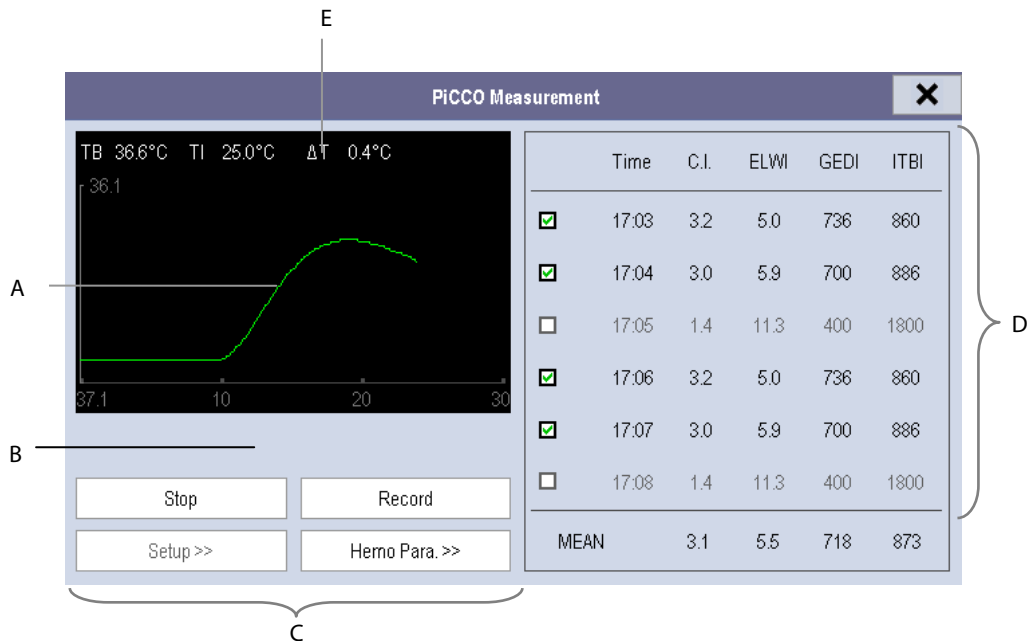 E
PiCCO Measurement
TB 36.6°C TI 25.0°C ΔT 0.4°C
36.1
37.1 10 20 30
A
B
Stop Record
Setup >> Hemo Para. >>
C
Time C.I. ELWI GEDI ITBI
17:03 3.2 5.0 736 860
17:04 3.0 5.9 700 886
17:05 1.4 11.3 400 1800
17:06 3.2 5.0 736 860
17:07 3.0 5.9 700 886
17:08 1.4 11.3 400 1800
MEAN 3.1 5.5 718 873
D